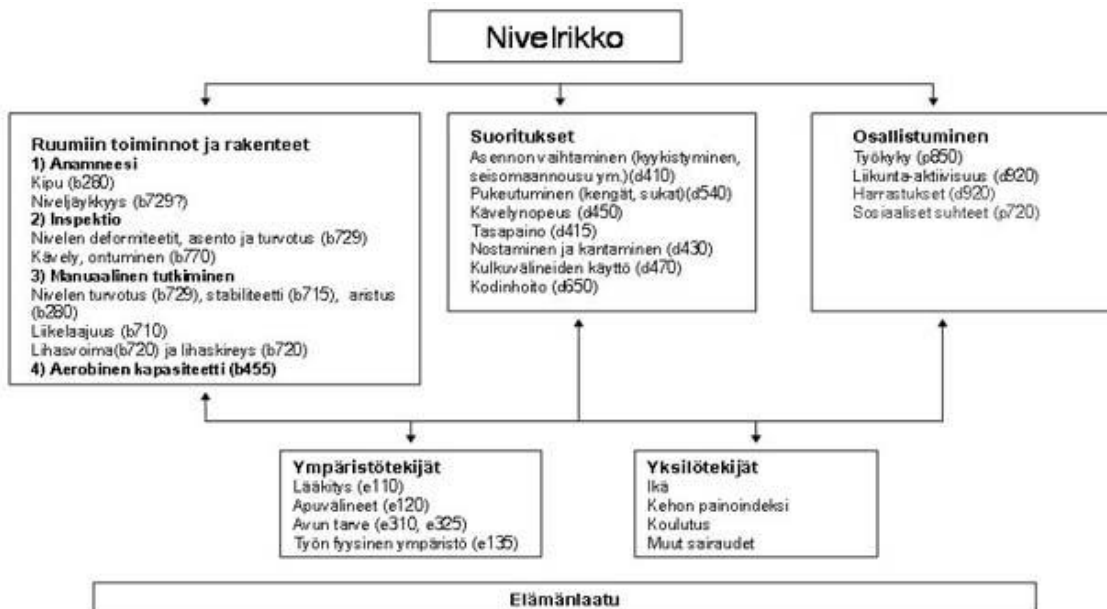 Nivelrikko
Ruumiin toiminnot ja rakenteet
1) Anamneesi
Kipu (b280)
Niveljäykkyys (b729?)
2) Inspektio
Nivelen deformiteetit, asento ja turvotus (b729)
Kävely, ontuminen (b770)
3) Manuaalinen tutkiminen
Nivelen turvotus (b729), stabiliteetti (b715), aristus
(b280)
Liikelaajuus (b710)
Lihasvoima(b720) ja lihaskireys (b720)
4) Aerobinen kapasiteetti (b455)
Suoritukset
Asennon vaihtaminen (kyykistyminen,
seisomaannousu ym.)(d410)
Pukeutuminen (kengät, sukat)(d540)
Kävelynopeus (d450)
Tasapaino (d415)
Nostaminen ja kantaminen (d430)
Kulkuvälineiden käyttö (d470)
Kodinhoito (d650)
Osallistuminen
Työkyky (p850)
Liikunta-aktiivisuus (d920)
Harrastukset (d920)
Sosiaaliset suhteet (p720)
Ympäristötekijät
Lääkitys (e110)
Apuvälineet (e120)
Avun tarve (e310, e325)
Työn fyysinen ympäristö (e135)
Yksilötekijät
Ikä
Kehon painoindeksi
Koulutus
Muut sairaudet
Elämänlaatu